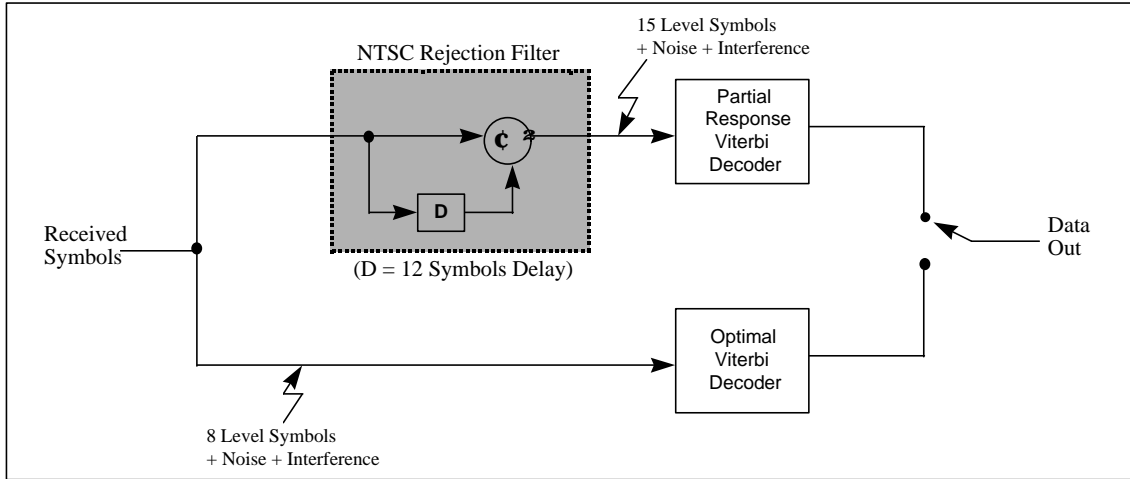 15 Level Symbols
+ Noise + Interference
NTSC Rejection Filter
Partial
Response
Viterbi
Decoder
D
Received
Symbols
Data
Out
(D = 12 Symbols Delay)
Optimal
Viterbi
Decoder
8 Level Symbols
+ Noise + Interference